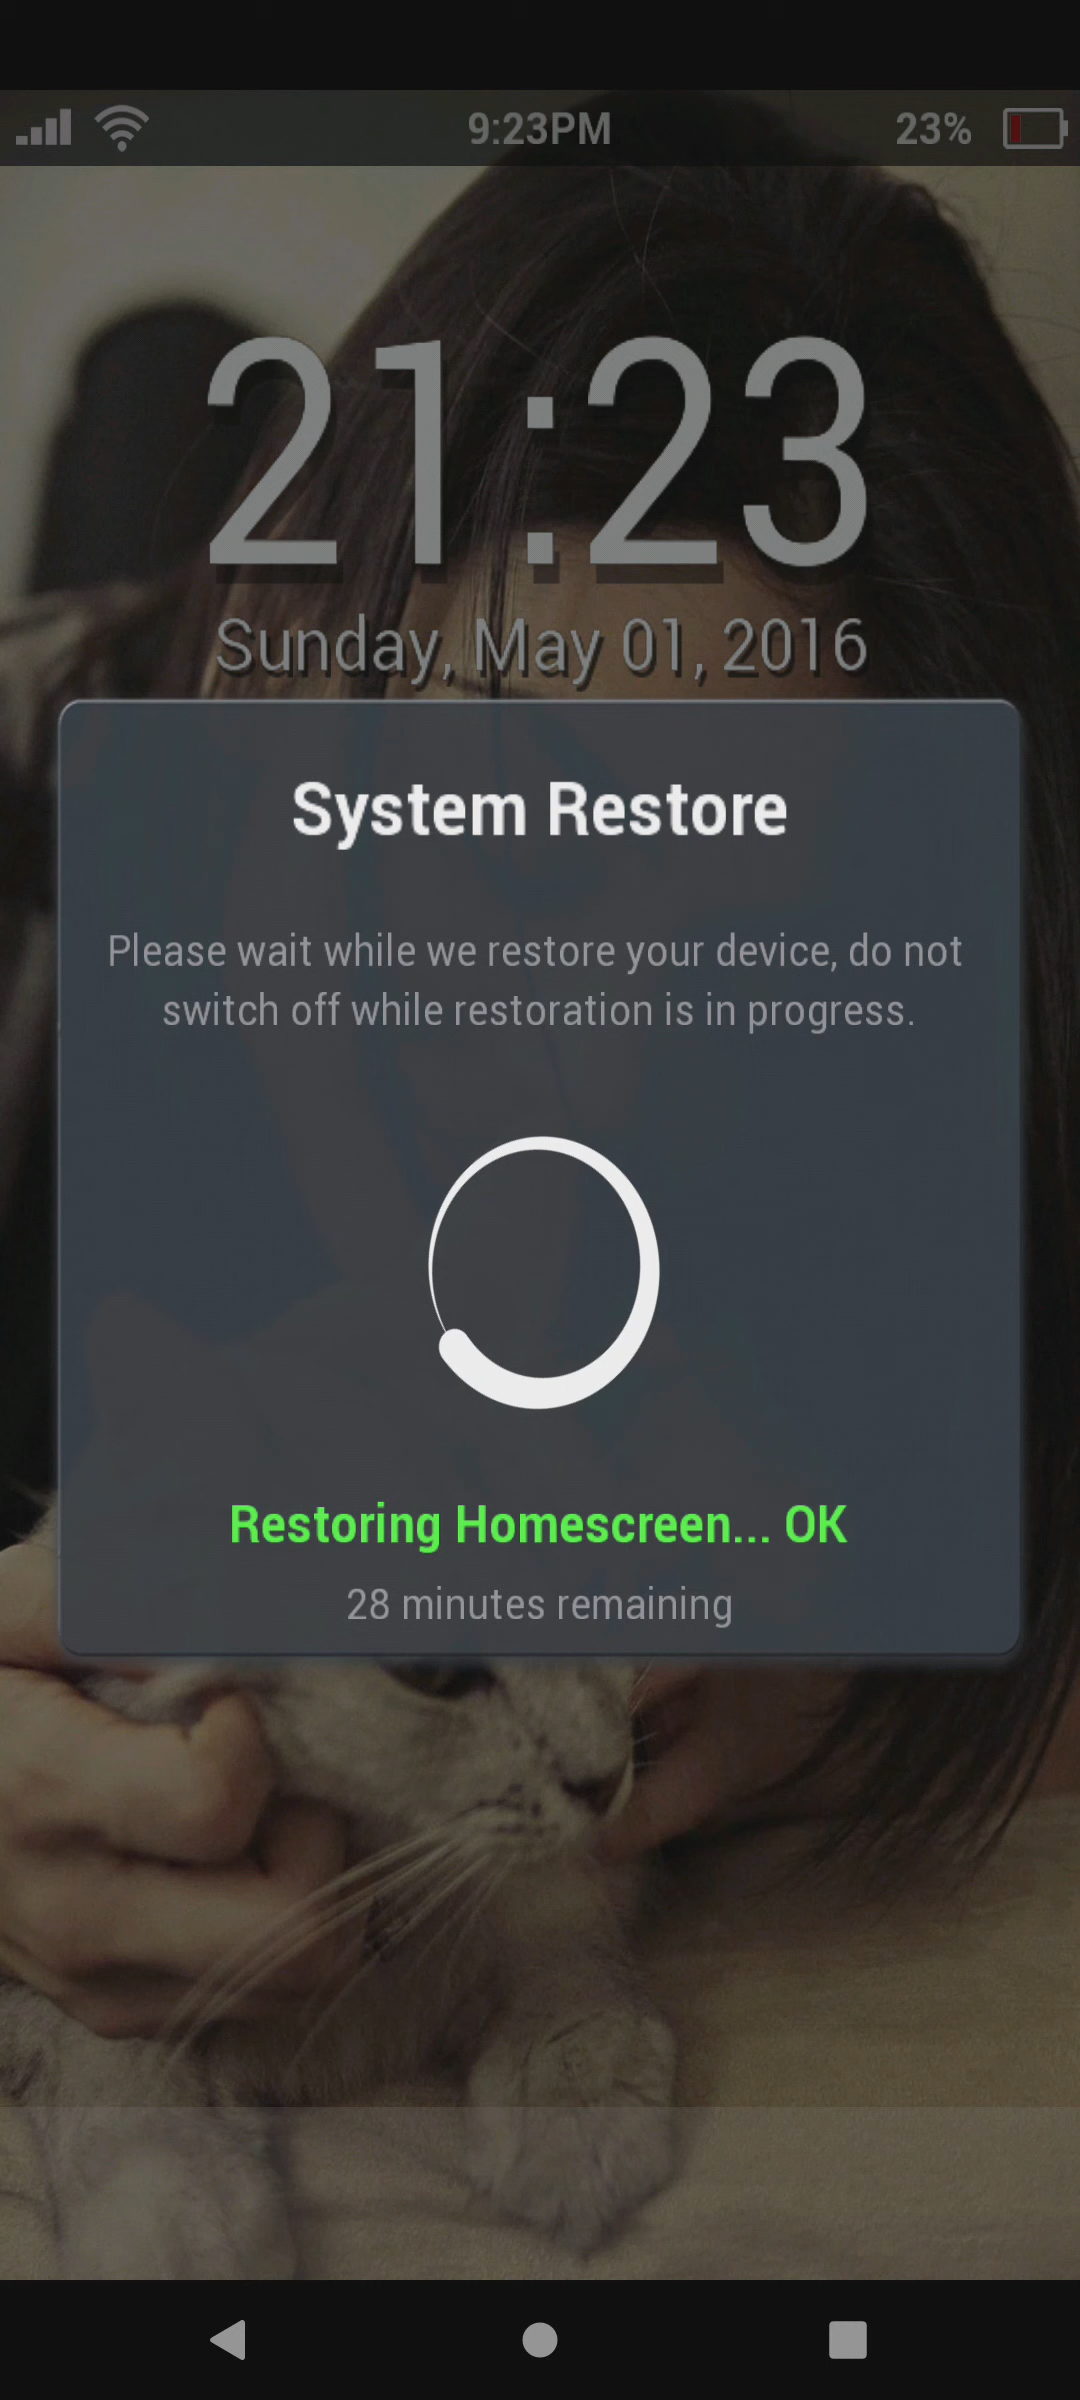 9:23PM 23%
21:23
Sunday, May 01, 2016
System Restore
Please wait while we restore your device, do not
switch off while restoration is in progress.
Restoring Homescreen... OK
28 minutes remaining